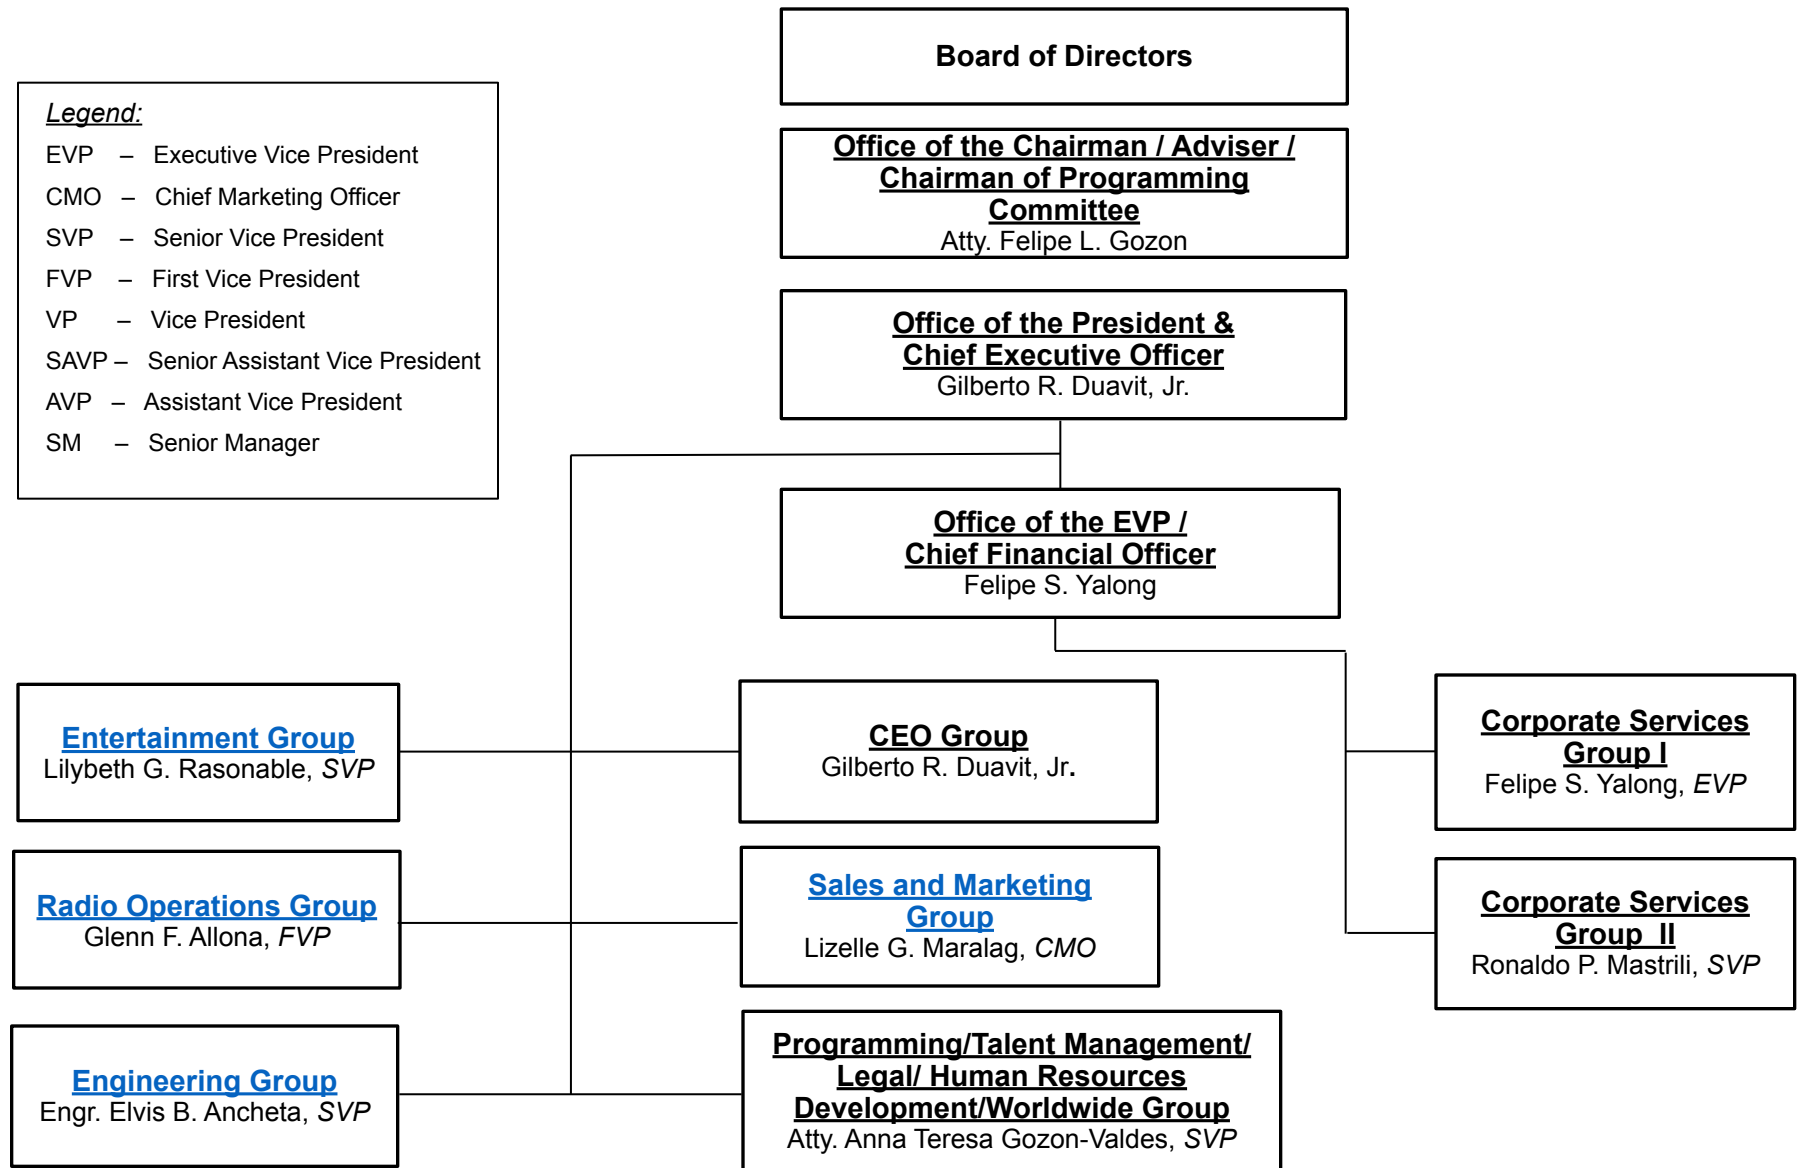 Board of Directors
Legend:
EVP – Executive Vice President
CMO – Chief Marketing Officer
SVP – Senior Vice President
FVP – First Vice President
VP – Vice President
SAVP – Senior Assistant Vice President
AVP – Assistant Vice President
SM – Senior Manager
Office of the Chairman / Adviser /
Chairman of Programming
Committee
Atty. Felipe L. Gozon
Office of the President &
Chief Executive Officer
Gilberto R. Duavit, Jr.
Office of the EVP /
Chief Financial Officer
Felipe S. Yalong
Entertainment Group
Lilybeth G. Rasonable, SVP
CEO Group
Gilberto R. Duavit, Jr.
Corporate Services
Group I
Felipe S. Yalong, EVP
Radio Operations Group
Glenn F. Allona, FVP
Sales and Marketing
Group
Lizelle G. Maralag, CMO
Corporate Services
Group II
Ronaldo P. Mastrili, SVP
Engineering Group
Engr. Elvis B. Ancheta, SVP
Programming/Talent Management/
Legal/ Human Resources
Development/Worldwide Group
Atty. Anna Teresa Gozon-Valdes, SVP